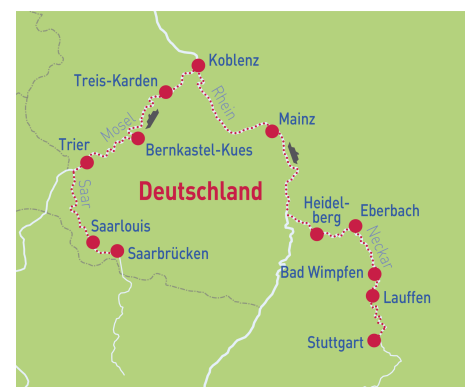 Koblenz
Treis-Karden
Rhein
Mosel
Mainz
Bernkastel-Kues
Trier
Saar
Deutschland
Heidel-
berg
Eberbach
Saarlouis
Saarbrücken
Neckar
Bad Wimpfen
Lauffen
Stuttgart